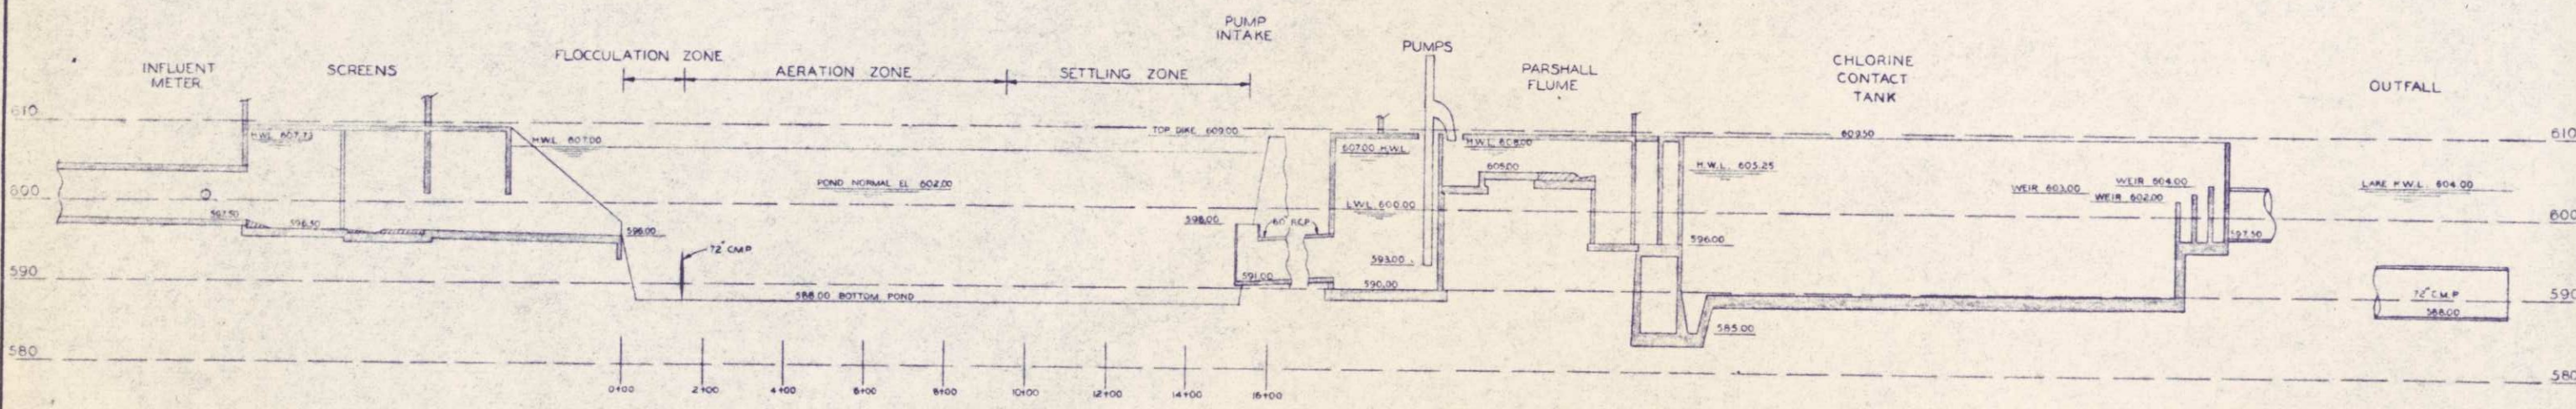 INFLUENT
METER
SCREENS
FLOCCULATION ZONE
AERATION ZONE
SETTLING ZONE
PUMP
INTAKE
PUMPS
PARSHALL
FLUME
CHLORINE
CONTACT
TANK
OUTFALL
610
H.W.L. 607.73
H.W.L. 607.00
TOP DIKE 609.00
607.00 H.W.L.
H.W.L. 608.00
609.50
610
600
POND NORMAL EL 602.00
605.00
H.W.L. 605.25
WEIR 603.00
WEIR 604.00
WEIR 602.00
LAKE H.W.L. 604.00
597.50
596.50
596.00
598.00
60" RCP
L.W.L. 600.00
596.00
597.50
600
72" C.M.P.
590
588.00 BOTTOM POND
591.00
593.00
590.00
585.00
72" C.M.P
588.00
590
580
580
0+00
2+00
4+00
6+00
8+00
10+00
12+00
14+00
16+00